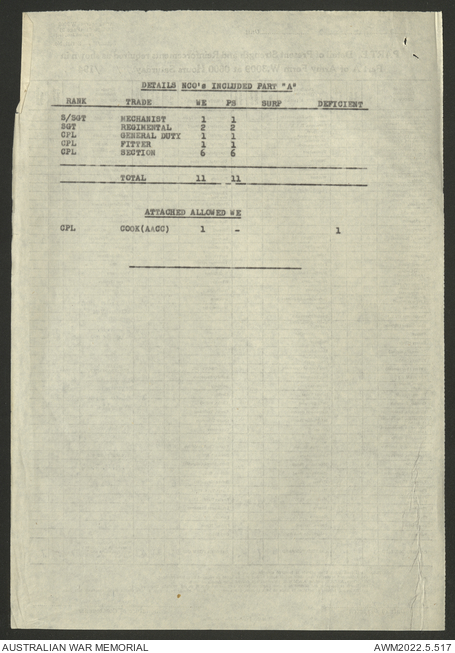 DETAILS NCO's INCLUDED PART "A"
RANK TRADE WE PS SURP DEFICIENT
S/SGT MECHANIST 1 1
SGT REGIMENTAL 2 2
CPL GENERAL DUTY 1 1
CPL FITTER 1 1
CPL SECTION 6 6
TOTAL 11 11
ATTACHED ALLOWED WE
CPL COOK(AACC) 1 - 1
AUSTRALIAN WAR MEMORIAL AWM2022.5.517